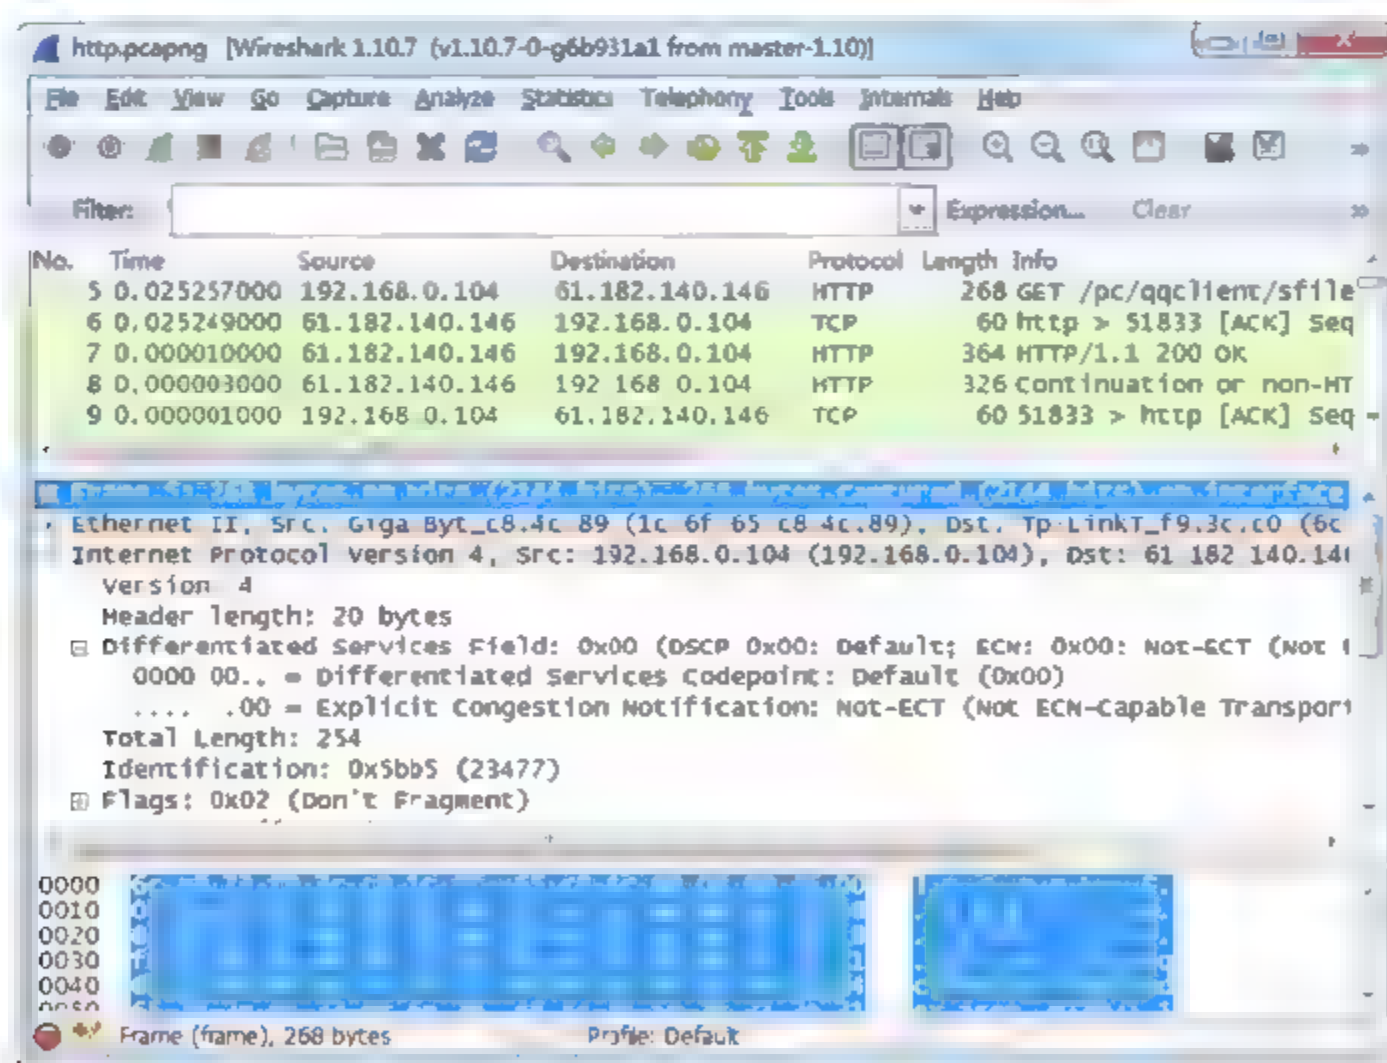 http.pcapng [Wireshark 1.10.7 (v1.10.7-0-g6b931a1 from master-1.10)]
File Edit View Go Capture Analyze Statistics Telephony Tools Internals Help
Filter: Expression... Clear
No. Time Source Destination Protocol Length Info
5 0.025257000 192.168.0.104 61.182.140.146 HTTP 268 GET /pc/qqclient/sfile
6 0.025249000 61.182.140.146 192.168.0.104 TCP 60 http > 51833 [ACK] Seq
7 0.000010000 61.182.140.146 192.168.0.104 HTTP 364 HTTP/1.1 200 OK
8 0.000003000 61.182.140.146 192.168.0.104 HTTP 326 Continuation or non-HT
9 0.000001000 192.168.0.104 61.182.140.146 TCP 60 51833 > http [ACK] Seq
Ethernet II, Src: Giga-Byt_c8:4c:89 (1c:6f:65:c8:4c:89), Dst: Tp-LinkT_f9:3c:c0 (6c
Internet Protocol Version 4, Src: 192.168.0.104 (192.168.0.104), Dst: 61.182.140.14
Version 4
Header length: 20 bytes
Differentiated Services Field: 0x00 (DSCP 0x00: Default; ECN: 0x00: Not-ECT (Not
0000 00.. = Differentiated Services Codepoint: Default (0x00)
.... ..00 = Explicit Congestion Notification: Not-ECT (Not ECN-Capable Transport
Total Length: 254
Identification: 0x5bb5 (23477)
Flags: 0x02 (Don't Fragment)
0000
0010
0020
0030
0040
0050
Frame (frame), 268 bytes Profile: Default